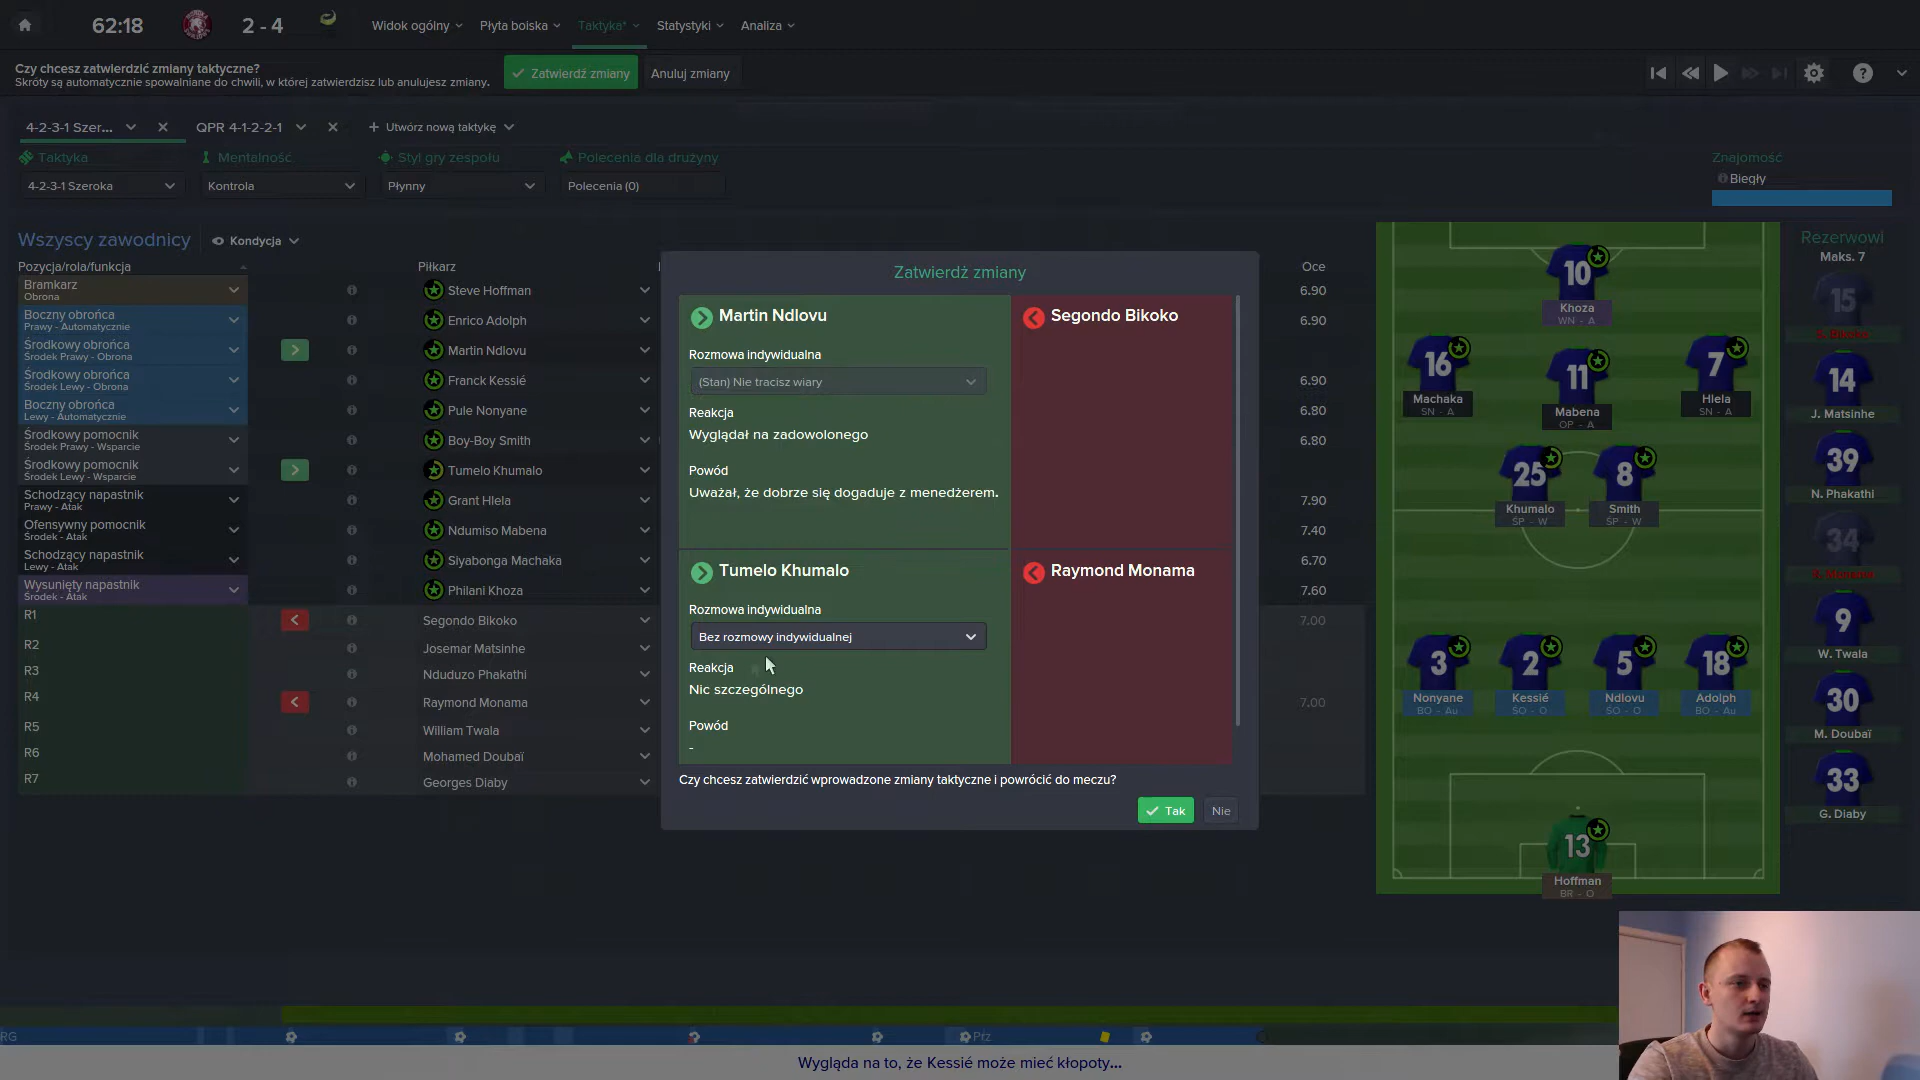 62:18
2 - 4
Widok ogólny
Płyta boiska
Taktyka*
Statystyki
Analiza
Czy chcesz zatwierdzić zmiany taktyczne?
Skróty są automatycznie spowalniane do chwili, w której zatwierdzisz lub anulujesz zmiany.
Zatwierdź zmiany
Anuluj zmiany
4-2-3-1 Szer...
QPR 4-1-2-2-1
Utwórz nową taktykę
Taktyka
Mentalność
Styl gry zespołu
Polecenia dla drużyny
4-2-3-1 Szeroka
Kontrola
Płynny
Polecenia (0)
Znajomość
Biegły
Wszyscy zawodnicy
Kondycja
Pozycja/rola/funkcja
Piłkarz
Oce
Bramkarz
Obrona
Steve Hoffman
6.90
Boczny obrońca
Prawy - Automatycznie
Enrico Adolph
6.90
Środkowy obrońca
Środek Prawy - Obrona
Martin Ndlovu
Środkowy obrońca
Środek Lewy - Obrona
Franck Kessié
6.90
Boczny obrońca
Lewy - Automatycznie
Pule Nonyane
6.80
Środkowy pomocnik
Środek Prawy - Wsparcie
Boy-Boy Smith
6.80
Środkowy pomocnik
Środek Lewy - Wsparcie
Tumelo Khumalo
Schodzący napastnik
Prawy - Atak
Grant Hlela
7.90
Ofensywny pomocnik
Środek - Atak
Ndumiso Mabena
7.40
Schodzący napastnik
Lewy - Atak
Siyabonga Machaka
6.70
Wysunięty napastnik
Środek - Atak
Philani Khoza
7.60
R1
Segondo Bikoko
7.00
R2
Josemar Matsinhe
R3
Nduduzo Phakathi
R4
Raymond Monama
7.00
R5
William Twala
R6
Mohamed Doubaï
R7
Georges Diaby
Zatwierdź zmiany
Martin Ndlovu
Segondo Bikoko
Rozmowa indywidualna
(Stan) Nie tracisz wiary
Reakcja
Wyglądał na zadowolonego
Powód
Uważał, że dobrze się dogaduje z menedżerem.
Tumelo Khumalo
Raymond Monama
Rozmowa indywidualna
Bez rozmowy indywidualnej
Reakcja
Nic szczególnego
Powód
-
Czy chcesz zatwierdzić wprowadzone zmiany taktyczne i powrócić do meczu?
Tak
Nie
10
Khoza
WN - A
16
Machaka
SN - A
11
Mabena
OP - A
7
Hlela
SN - A
25
Khumalo
ŚP - W
8
Smith
ŚP - W
3
Nonyane
BO - Au
2
Kessié
ŚO - O
5
Ndlovu
ŚO - O
18
Adolph
BO - Au
13
Hoffman
BR - O
Rezerwowi
Maks. 7
15
S. Bikoko
14
J. Matsinhe
39
N. Phakathi
34
9
W. Twala
30
M. Doubaï
33
G. Diaby
RG
Prz
Wygląda na to, że Kessié może mieć kłopoty...